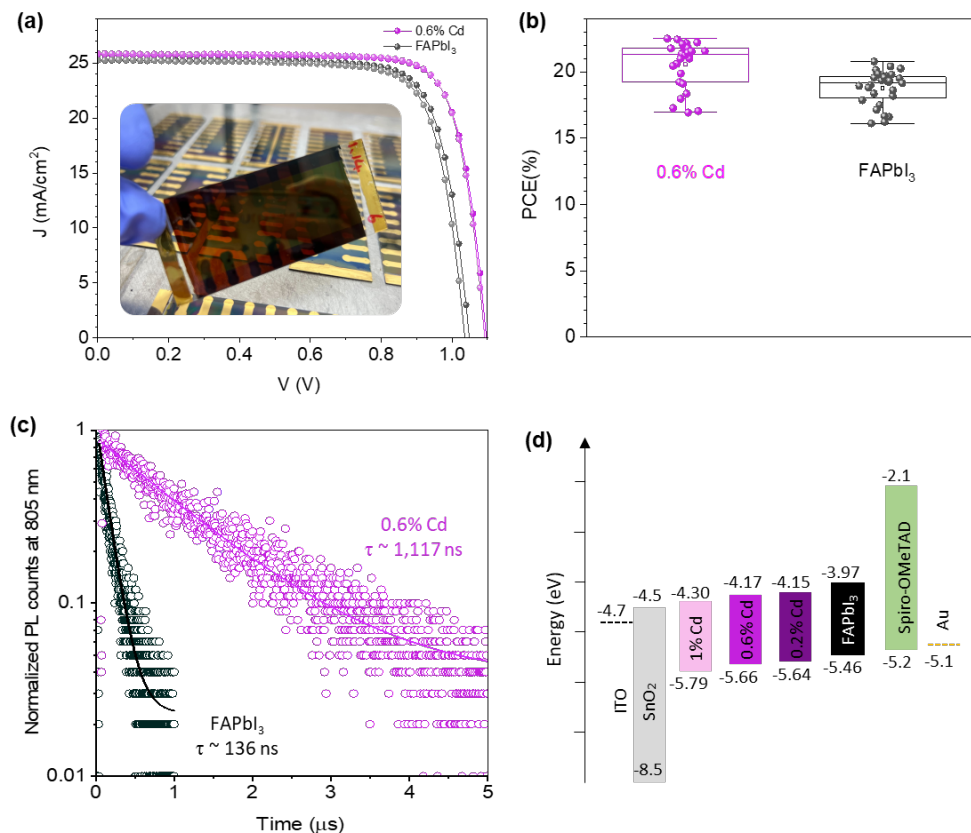 (a)
0.6% Cd
FAPbI3
J (mA/cm2)
30
25
20
15
10
5
0
0.0
0.2
0.4
0.6
0.8
1.0
V (V)
1.14
6
(b)
PCE(%)
20
15
10
5
0
0.6% Cd
FAPbI3
(c)
Normalized PL counts at 805 nm
1
0.1
0.01
0
1
2
3
4
5
Time (μs)
0.6% Cd
τ ~ 1,117 ns
FAPbI3
τ ~ 136 ns
(d)
Energy (eV)
-4.7
ITO
-4.5
SnO2
-8.5
-4.30
1% Cd
-5.79
-4.17
0.6% Cd
-5.66
-4.15
0.2% Cd
-5.64
-3.97
FAPbI3
-5.46
-2.1
Spiro-OMeTAD
-5.2
Au
-5.1